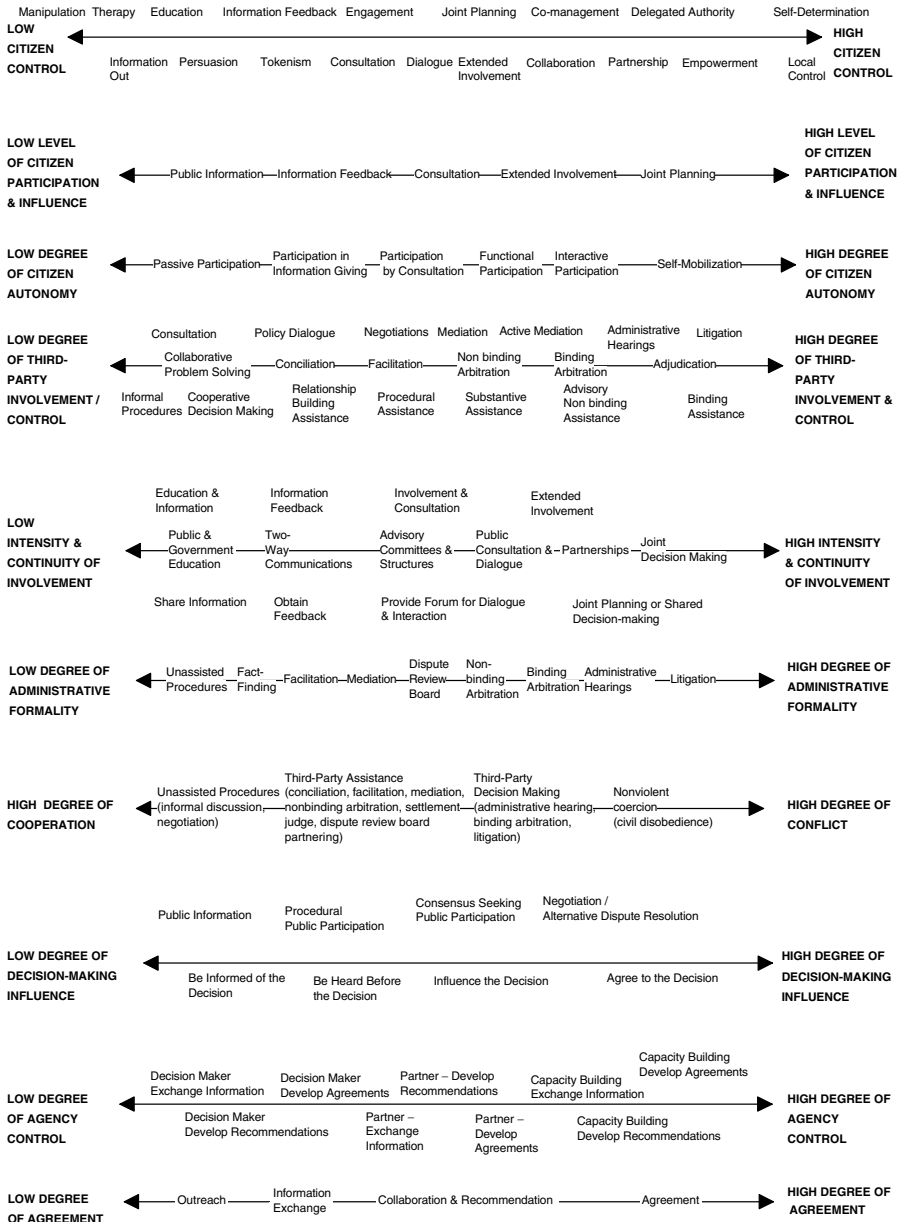 Manipulation Therapy Education Information Feedback Engagement Joint Planning Co-management Delegated Authority Self-Determination
LOW
CITIZEN
CONTROL
HIGH
CITIZEN
CONTROL
Information
Out
Persuasion
Tokenism
Consultation
Dialogue
Extended
Involvement
Collaboration
Partnership
Empowerment
Local
Control
LOW LEVEL
OF CITIZEN
PARTICIPATION
& INFLUENCE
Public Information Information Feedback Consultation Extended Involvement Joint Planning
HIGH LEVEL
OF CITIZEN
PARTICIPATION
& INFLUENCE
LOW DEGREE
OF CITIZEN
AUTONOMY
Passive Participation
Participation in
Information Giving
Participation
by Consultation
Functional
Participation
Interactive
Participation
Self-Mobilization
HIGH DEGREE
OF CITIZEN
AUTONOMY
LOW DEGREE
OF THIRD-
PARTY
INVOLVEMENT /
CONTROL
Consultation
Policy Dialogue
Negotiations
Mediation
Active Mediation
Administrative
Hearings
Litigation
Collaborative
Problem Solving
Conciliation
Facilitation
Non binding
Arbitration
Binding
Arbitration
Adjudication
Informal
Procedures
Cooperative
Decision Making
Relationship
Building
Assistance
Procedural
Assistance
Substantive
Assistance
Advisory
Non binding
Assistance
Binding
Assistance
HIGH DEGREE
OF THIRD-
PARTY
INVOLVEMENT &
CONTROL
LOW
INTENSITY &
CONTINUITY OF
INVOLVEMENT
Education &
Information
Information
Feedback
Involvement &
Consultation
Extended
Involvement
Public &
Government
Education
Two-
Way
Communications
Advisory
Committees &
Structures
Public
Consultation &
Dialogue
Partnerships
Joint
Decision Making
Share Information
Obtain
Feedback
Provide Forum for Dialogue
& Interaction
Joint Planning or Shared
Decision-making
HIGH INTENSITY
& CONTINUITY
OF INVOLVEMENT
LOW DEGREE OF
ADMINISTRATIVE
FORMALITY
Unassisted
Procedures
Fact-
Finding
Facilitation
Mediation
Dispute
Review
Board
Non-
binding
Arbitration
Binding
Arbitration
Administrative
Hearings
Litigation
HIGH DEGREE OF
ADMINISTRATIVE
FORMALITY
HIGH DEGREE OF
COOPERATION
Unassisted Procedures
(informal discussion,
negotiation)
Third-Party Assistance
(conciliation, facilitation, mediation,
nonbinding arbitration, settlement
judge, dispute review board
partnering)
Third-Party
Decision Making
(administrative hearing,
binding arbitration,
litigation)
Nonviolent
coercion
(civil disobedience)
HIGH DEGREE OF
CONFLICT
LOW DEGREE OF
DECISION-MAKING
INFLUENCE
Public Information
Procedural
Public Participation
Consensus Seeking
Public Participation
Negotiation /
Alternative Dispute Resolution
Be Informed of the
Decision
Be Heard Before
the Decision
Influence the Decision
Agree to the Decision
HIGH DEGREE OF
DECISION-MAKING
INFLUENCE
LOW DEGREE
OF AGENCY
CONTROL
Decision Maker
Exchange Information
Decision Maker
Develop Agreements
Partner – Develop
Recommendations
Capacity Building
Exchange Information
Capacity Building
Develop Agreements
Decision Maker
Develop Recommendations
Partner –
Exchange
Information
Partner –
Develop
Agreements
Capacity Building
Develop Recommendations
HIGH DEGREE OF
AGENCY
CONTROL
LOW DEGREE
OF AGREEMENT
Outreach
Information
Exchange
Collaboration & Recommendation
Agreement
HIGH DEGREE OF
AGREEMENT